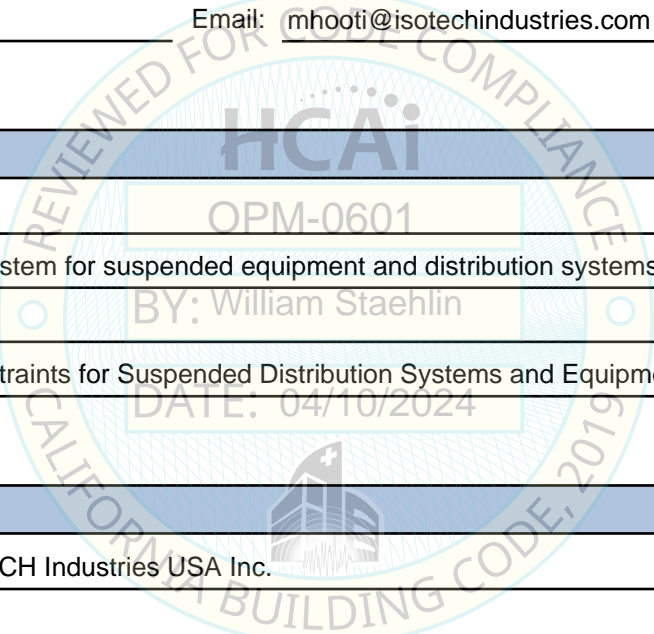 Email: mhooti@isotechindustries.com
REVIEWED FOR CODE COMPLIANCE
HCAi
OPM-0601
stem for suspended equipment and distribution systems
BY: William Staehlin
traints for Suspended Distribution Systems and Equipme
DATE: 04/10/2024
CH Industries USA Inc.
CALIFORNIA BUILDING CODE, 2019